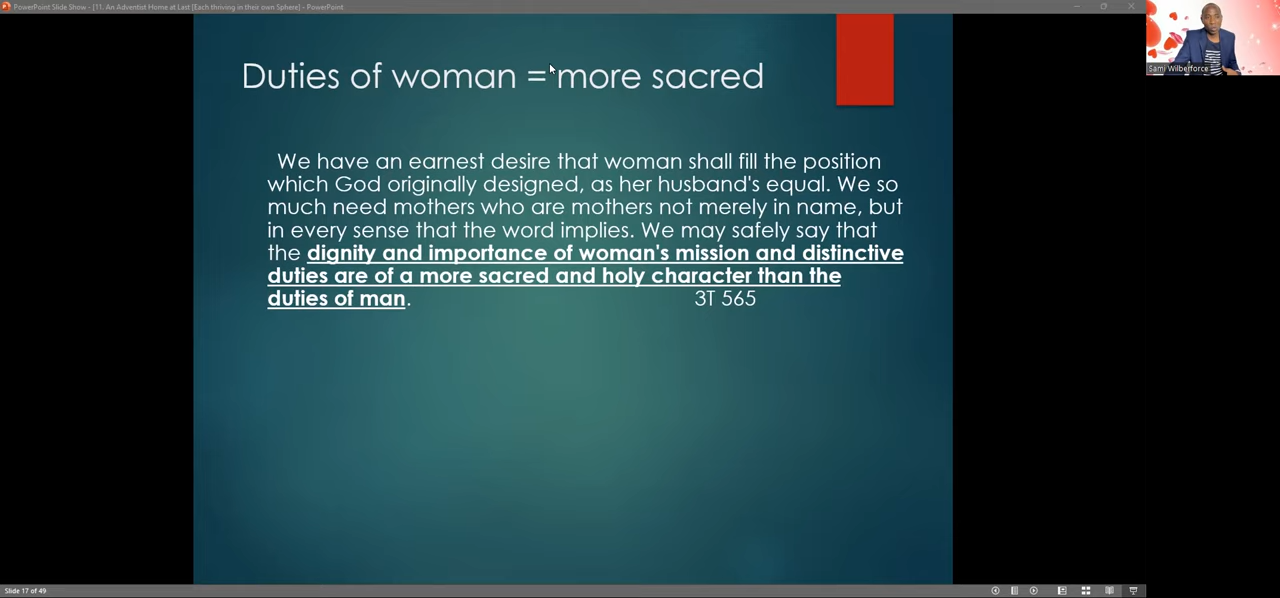 PowerPoint Slide Show - [11. An Adventist Home at Last [Each thriving in their own Sphere] - PowerPoint
Sami Wilberforce
Duties of woman = more sacred
We have an earnest desire that woman shall fill the position
which God originally designed, as her husband's equal. We so
much need mothers who are mothers not merely in name, but
in every sense that the word implies. We may safely say that
the dignity and importance of woman's mission and distinctive
duties are of a more sacred and holy character than the
duties of man. 3T 565
Slide 17 of 49